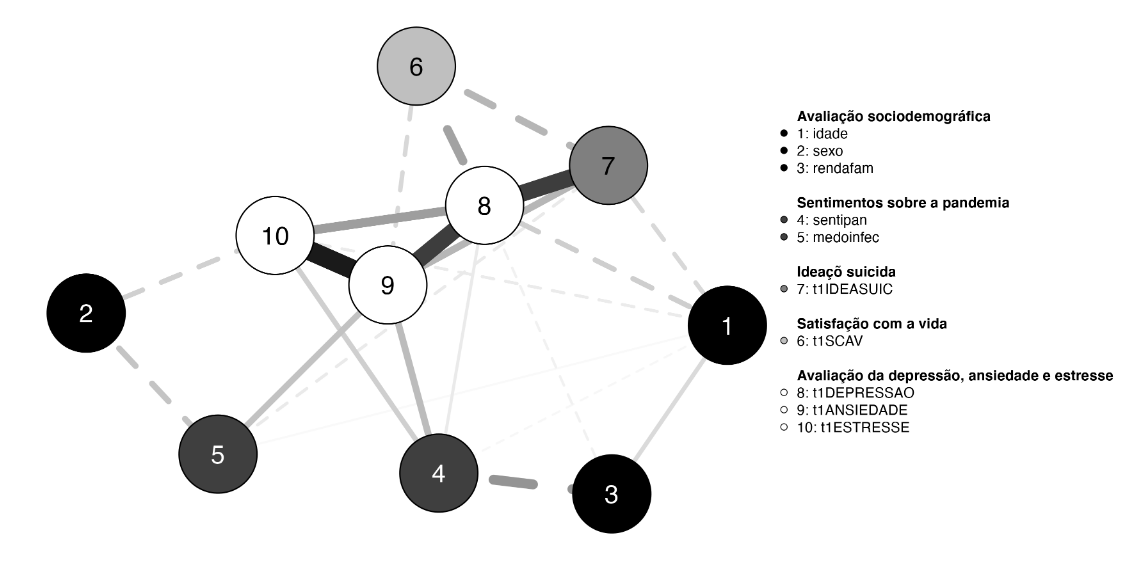 6
7
8
10
9
2
1
5
4
3
Avaliação sociodemográfica
1: idade
2: sexo
3: rendafam
Sentimentos sobre a pandemia
4: sentipan
5: medoinfec
Ideaçõ suicida
7: t1IDEASUIC
Satisfação com a vida
6: t1SCAV
Avaliação da depressão, ansiedade e estresse
8: t1DEPRESSAO
9: t1ANSIEDADE
10: t1ESTRESSE